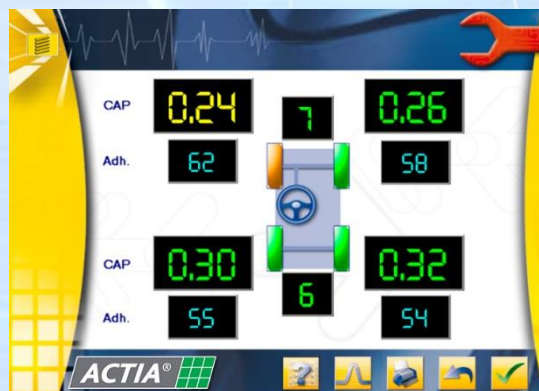 CAP 0.24 7 0.26
Adh. 62 58
CAP 0.30 0.32
Adh. 55 6 54
ACTIA®
?